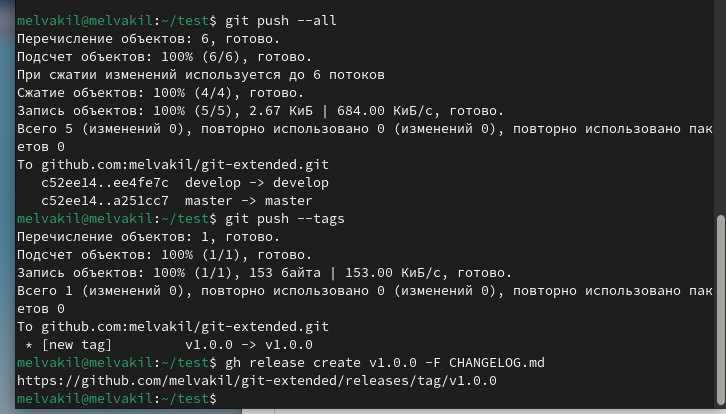 melvakil@melvakil:~/test$ git push --all
Перечисление объектов: 6, готово.
Подсчет объектов: 100% (6/6), готово.
При сжатии изменений используется до 6 потоков
Сжатие объектов: 100% (4/4), готово.
Запись объектов: 100% (5/5), 2.67 КиБ | 684.00 КиБ/с, готово.
Всего 5 (изменений 0), повторно использовано 0 (изменений 0), повторно использовано пак
етов 0
To github.com:melvakil/git-extended.git
   c52ee14..ee4fe7c  develop -> develop
   c52ee14..a251cc7  master -> master
melvakil@melvakil:~/test$ git push --tags
Перечисление объектов: 1, готово.
Подсчет объектов: 100% (1/1), готово.
Запись объектов: 100% (1/1), 153 байта | 153.00 КиБ/с, готово.
Всего 1 (изменений 0), повторно использовано 0 (изменений 0), повторно использовано пак
етов 0
To github.com:melvakil/git-extended.git
 * [new tag]         v1.0.0 -> v1.0.0
melvakil@melvakil:~/test$ gh release create v1.0.0 -F CHANGELOG.md
https://github.com/melvakil/git-extended/releases/tag/v1.0.0
melvakil@melvakil:~/test$